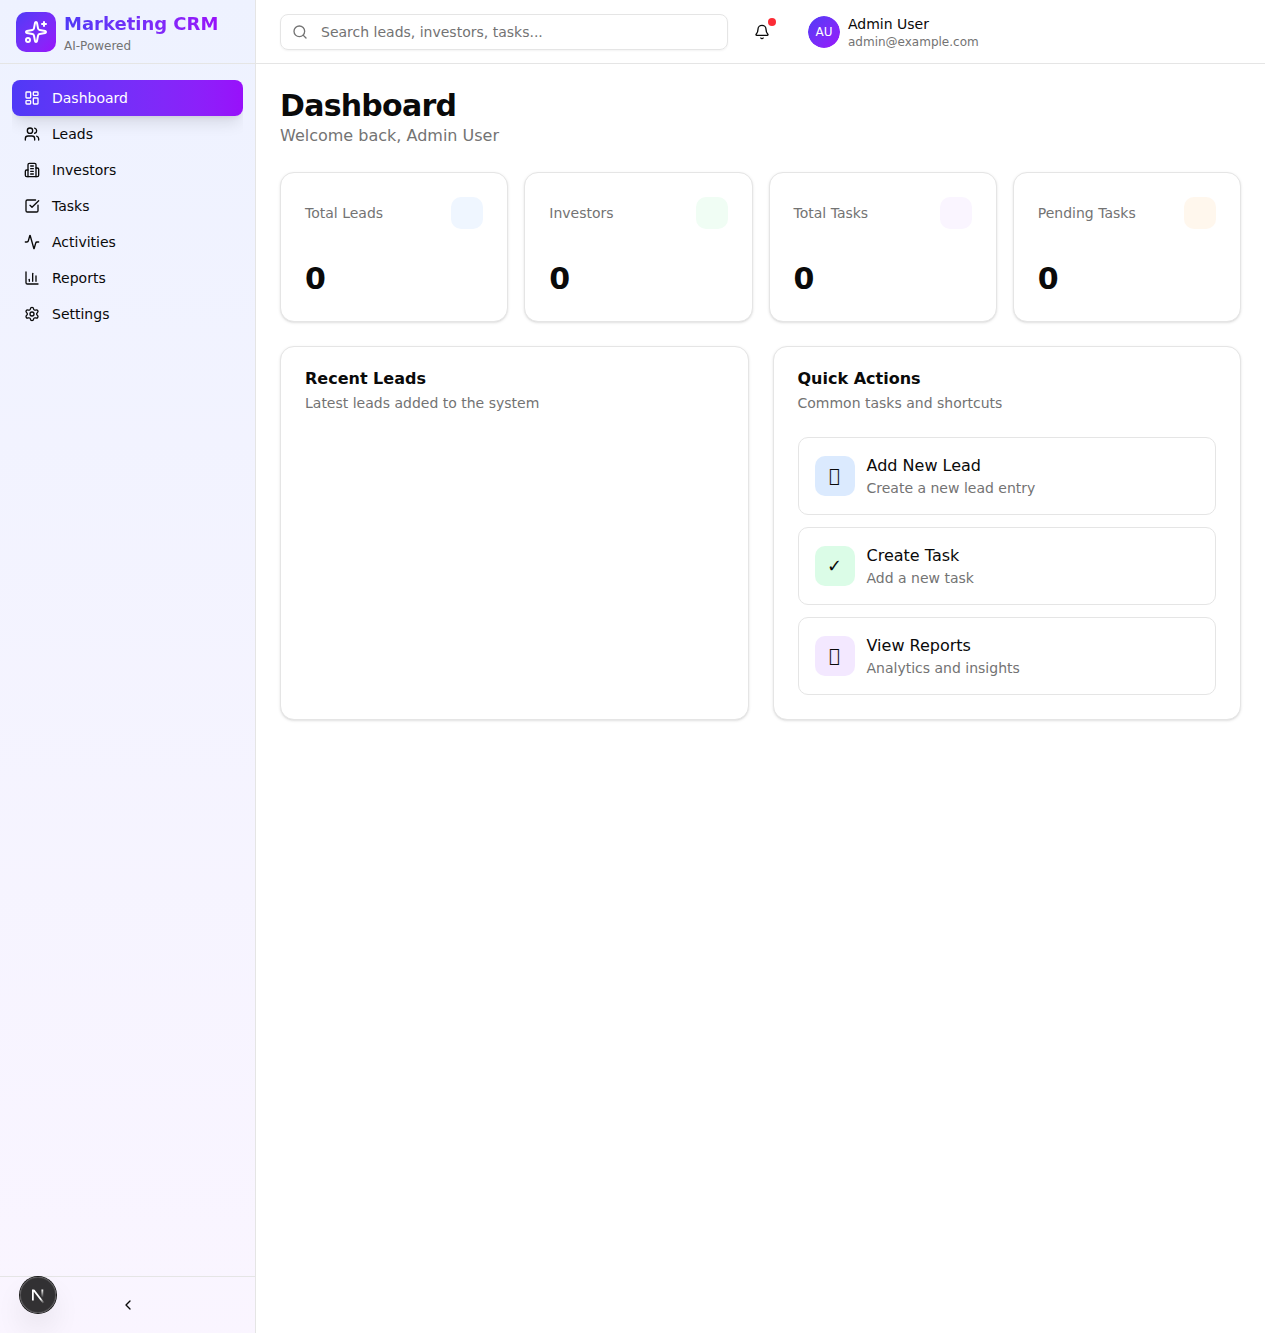 Marketing CRM
AI-Powered
Dashboard
Leads
Investors
Tasks
Activities
Reports
Settings
Search leads, investors, tasks...
AU
Admin User
admin@example.com
Dashboard
Welcome back, Admin User
Total Leads
0
Investors
0
Total Tasks
0
Pending Tasks
0
Recent Leads
Latest leads added to the system
Quick Actions
Common tasks and shortcuts
Add New Lead
Create a new lead entry
✓
Create Task
Add a new task
View Reports
Analytics and insights
N